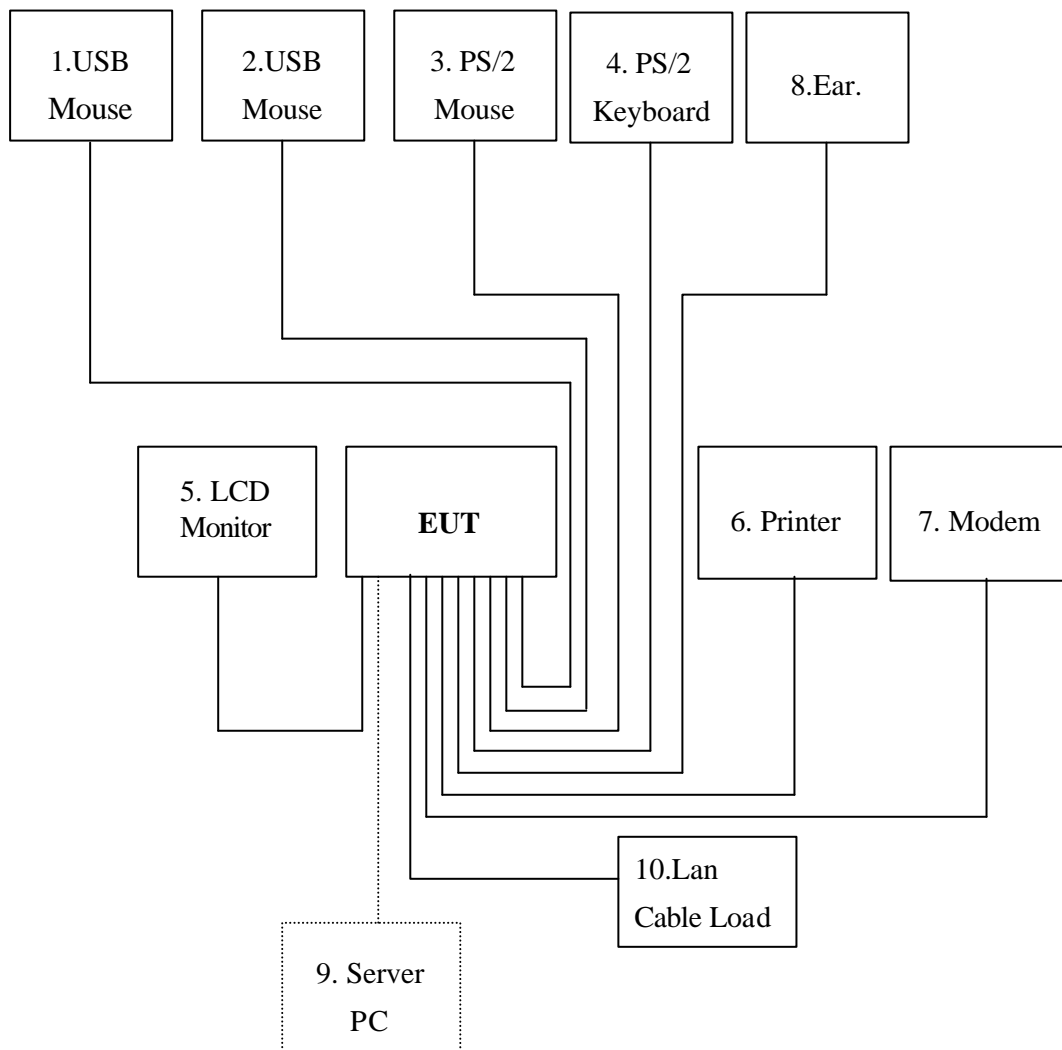 1.USB
Mouse
2.USB
Mouse
3. PS/2
Mouse
4. PS/2
Keyboard
8.Ear.
5. LCD
Monitor
EUT
6. Printer
7. Modem
10.Lan
Cable Load
9. Server
PC